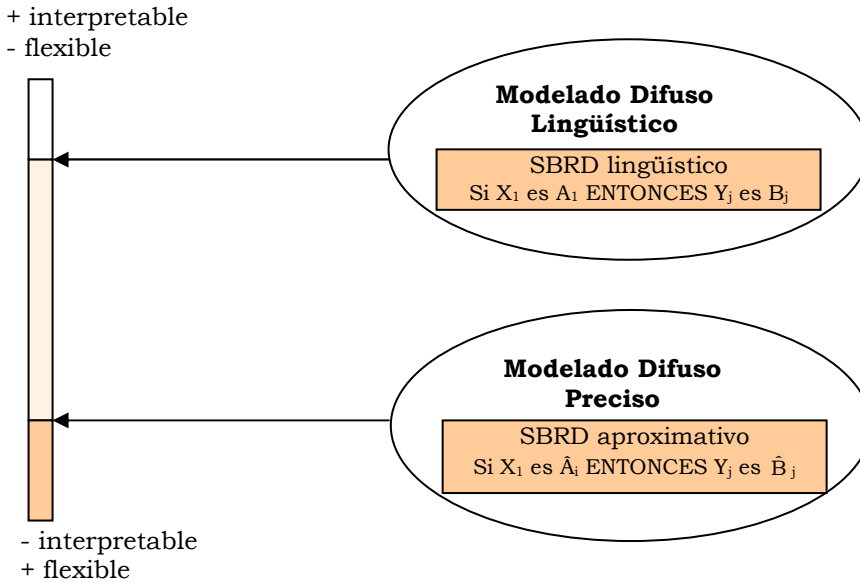 + interpretable
- flexible
Modelado Difuso
Lingüístico
SBRD lingüístico
Si X₁ es A₁ ENTONCES Yⱼ es Bⱼ
Modelado Difuso
Preciso
SBRD aproximativo
Si X₁ es Âᵢ ENTONCES Yⱼ es B̂ ⱼ
- interpretable
+ flexible